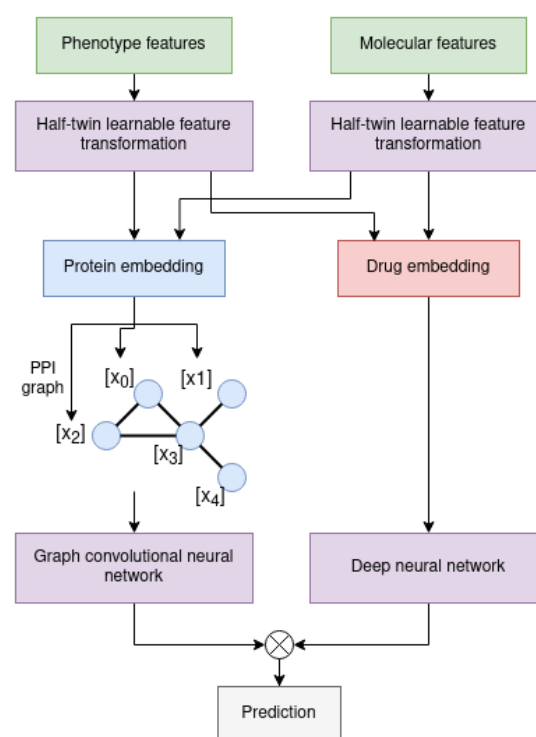 Phenotype features
Molecular features
Half-twin learnable feature
transformation
Half-twin learnable feature
transformation
Protein embedding
Drug embedding
PPI
graph
[x₀]
[x1]
[x₂]
[x₃]
[x₄]
Graph convolutional neural
network
Deep neural network
Prediction